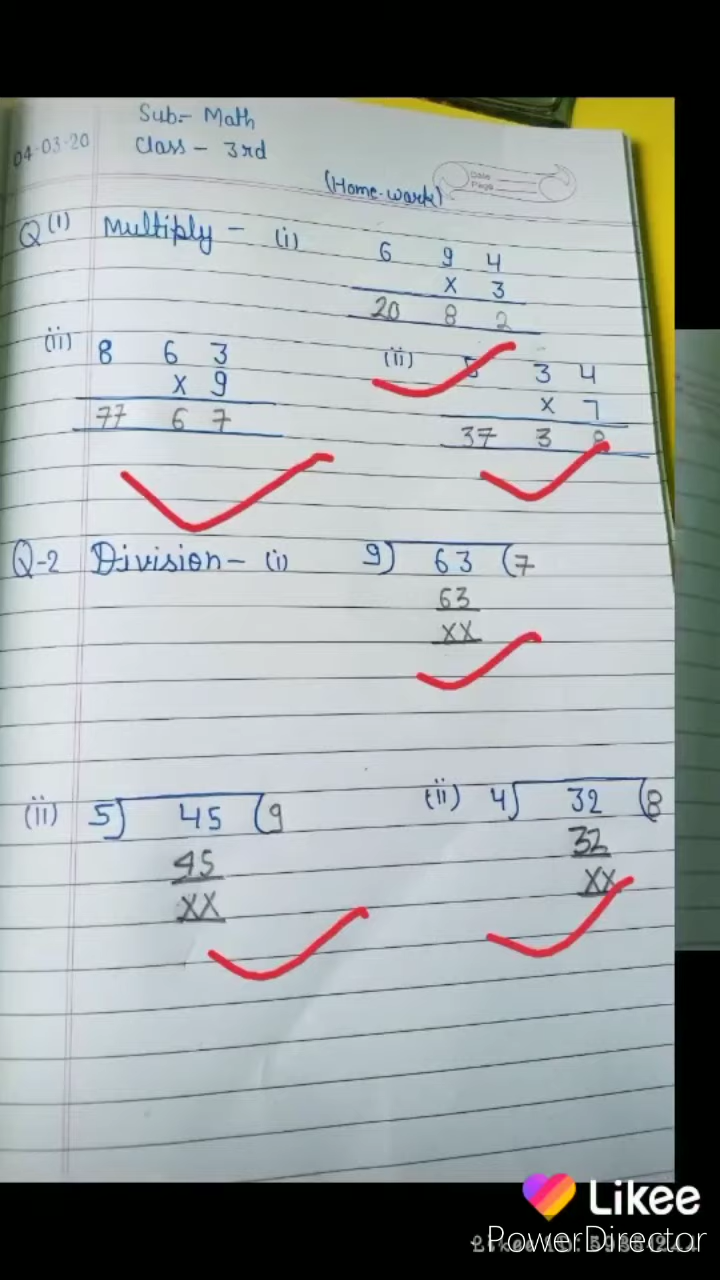 Sub:- Math
04-03-20
Class - 3rd
(Home-work)
Date
Page
Q (1) Multiply - (i) 6 9 4
x 3
20 8 2
(ii) 8 6 3
x 9
77 6 7
(ii) 5 3 4
x 7
37 3 8
Q-2 Division - (i) 9) 63 (7
63
XX
(ii) 5) 45 (9
45
XX
(ii) 4) 32 (8
32
XX
Likee
PowerDirector